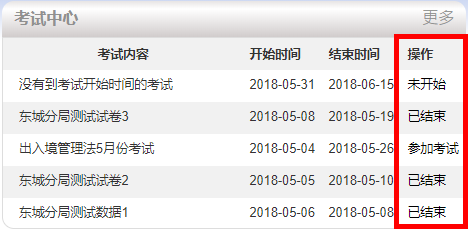 考试中心 更多
考试内容 开始时间 结束时间 操作
没有到考试开始时间的考试 2018-05-31 2018-06-15 未开始
东城分局测试试卷3 2018-05-08 2018-05-19 已结束
出入境管理法5月份考试 2018-05-04 2018-05-26 参加考试
东城分局测试试卷2 2018-05-05 2018-05-10 已结束
东城分局测试数据1 2018-05-06 2018-05-08 已结束